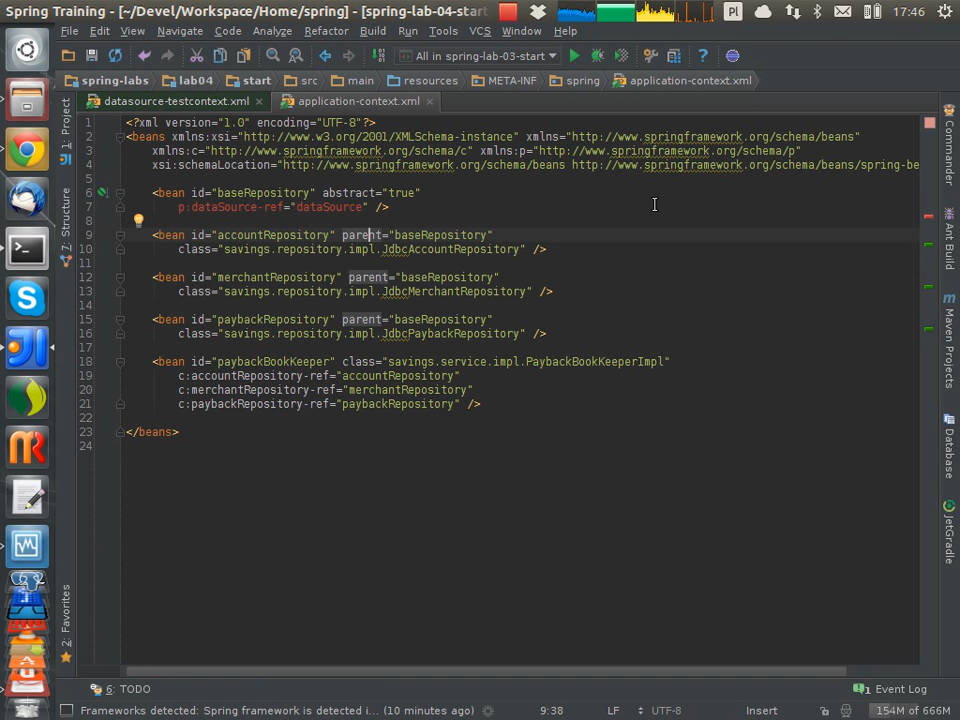 Spring Training - [~/Devel/Workspace/Home/spring] - [spring-lab-04-start
Pl
17:46
File Edit View Navigate Code Analyze Refactor Build Run Tools VCS Window Help
All in spring-lab-03-start
spring-labs lab04 start src main resources META-INF spring application-context.xml
datasource-testcontext.xml application-context.xml
1 <?xml version="1.0" encoding="UTF-8"?>
2 <beans xmlns:xsi="http://www.w3.org/2001/XMLSchema-instance" xmlns="http://www.springframework.org/schema/beans"
3 xmlns:c="http://www.springframework.org/schema/c" xmlns:p="http://www.springframework.org/schema/p"
4 xsi:schemaLocation="http://www.springframework.org/schema/beans http://www.springframework.org/schema/beans/spring-be
5
6 <bean id="baseRepository" abstract="true"
7 p:dataSource-ref="dataSource" />
8
9 <bean id="accountRepository" parent="baseRepository"
10 class="savings.repository.impl.JdbcAccountRepository" />
11
12 <bean id="merchantRepository" parent="baseRepository"
13 class="savings.repository.impl.JdbcMerchantRepository" />
14
15 <bean id="paybackRepository" parent="baseRepository"
16 class="savings.repository.impl.JdbcPaybackRepository" />
17
18 <bean id="paybackBookKeeper" class="savings.service.impl.PaybackBookKeeperImpl"
19 c:accountRepository-ref="accountRepository"
20 c:merchantRepository-ref="merchantRepository"
21 c:paybackRepository-ref="paybackRepository" />
22
23 </beans>
24
1: Project
7: Structure
2: Favorites
Commander
Ant Build
Maven Projects
Database
JetGradle
6: TODO
1 Event Log
Frameworks detected: Spring framework is detected i... (10 minutes ago)
9:38
LF
UTF-8
Insert
154M of 666M